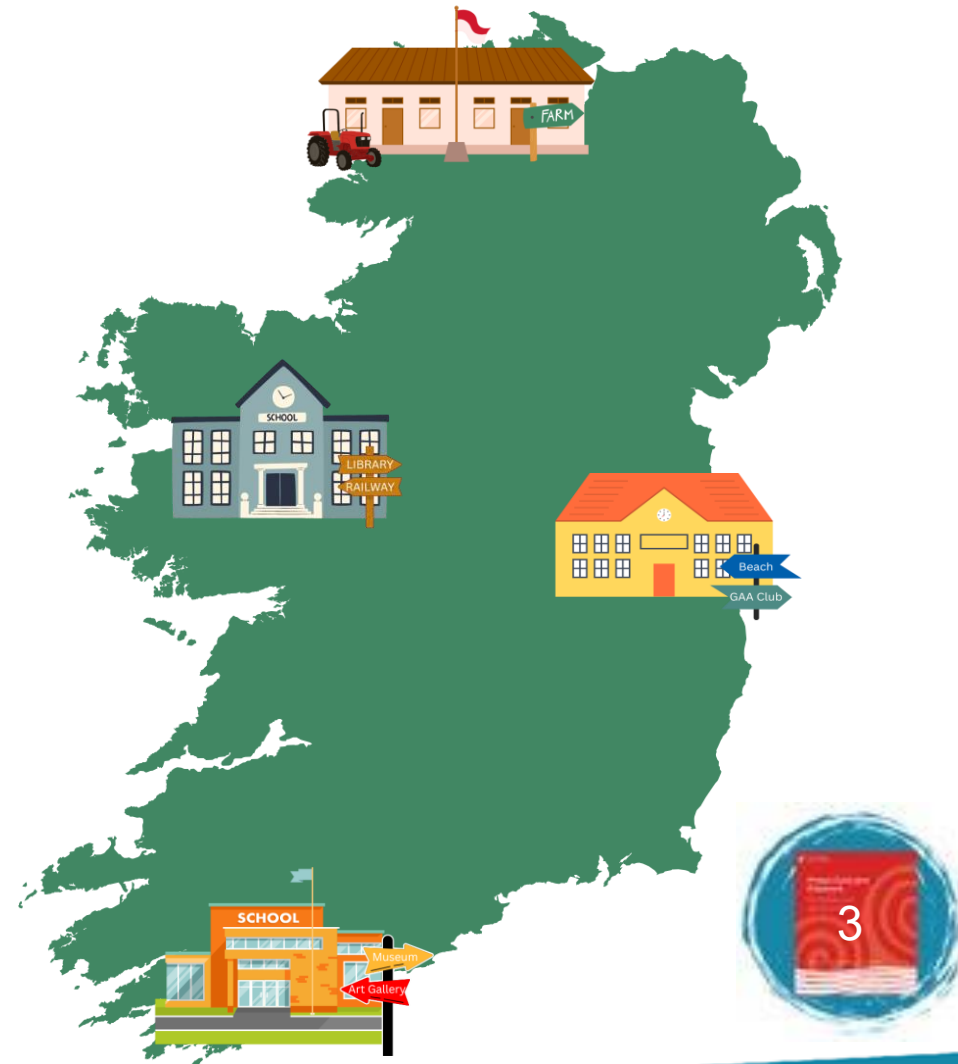 FARM
SCHOOL
LIBRARY
RAILWAY
Beach
GAA Club
SCHOOL
Museum
Art Gallery
3